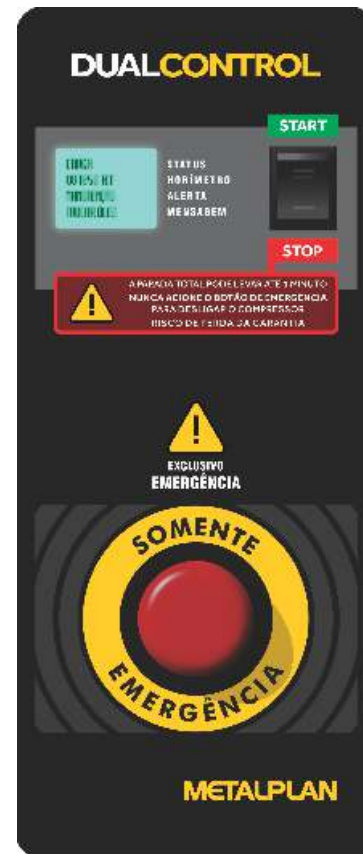 DUALCONTROL
START
STATUS
HORÍMETRO
ALERTA
MENSAGEM
STOP
A PARADA TOTAL PODE LEVAR ATÉ 1 MINUTO
NUNCA ACIONE O BOTÃO DE EMERGÊNCIA
PARA DESLIGAR O COMPRESSOR
RISCO DE PERDA DA GARANTIA
EXCLUSIVO
EMERGÊNCIA
SOMENTE
EMERGÊNCIA
METALPLAN